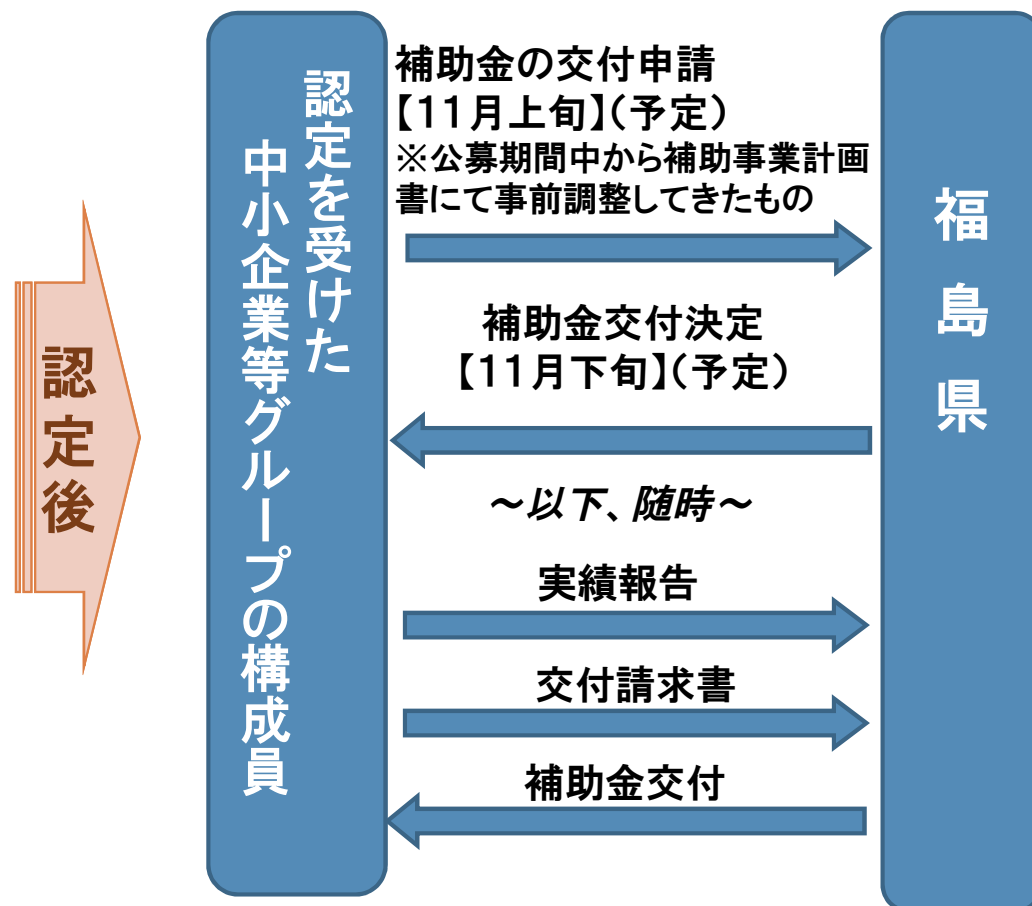 認定後
認定を受けた
中小企業等グループの構成員
補助金の交付申請
【11月上旬】(予定)
※公募期間中から補助事業計画
書にて事前調整してきたもの
補助金交付決定
【11月下旬】(予定)
～以下、随時～
実績報告
交付請求書
補助金交付
福島県